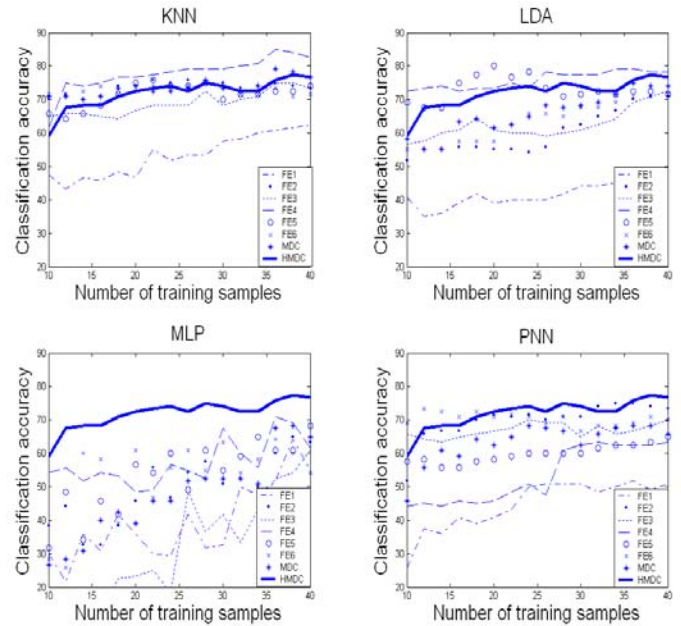 KNN
Classification accuracy
90
80
70
60
50
40
30
20
10
15
20
25
30
35
40
Number of training samples
FE1
FE2
FE3
FE4
FE5
FE6
MDC
HMDC
LDA
Classification accuracy
90
80
70
60
50
40
30
20
10
15
20
25
30
35
40
Number of training samples
FE1
FE2
FE3
FE4
FE5
FE6
MDC
HMDC
MLP
Classification accuracy
90
80
70
60
50
40
30
20
10
15
20
25
30
35
40
Number of training samples
FE1
FE2
FE3
FE4
FE5
FE6
MDC
HMDC
PNN
Classification accuracy
90
80
70
60
50
40
30
20
10
15
20
25
30
35
40
Number of training samples
FE1
FE2
FE3
FE4
FE5
FE6
MDC
HMDC